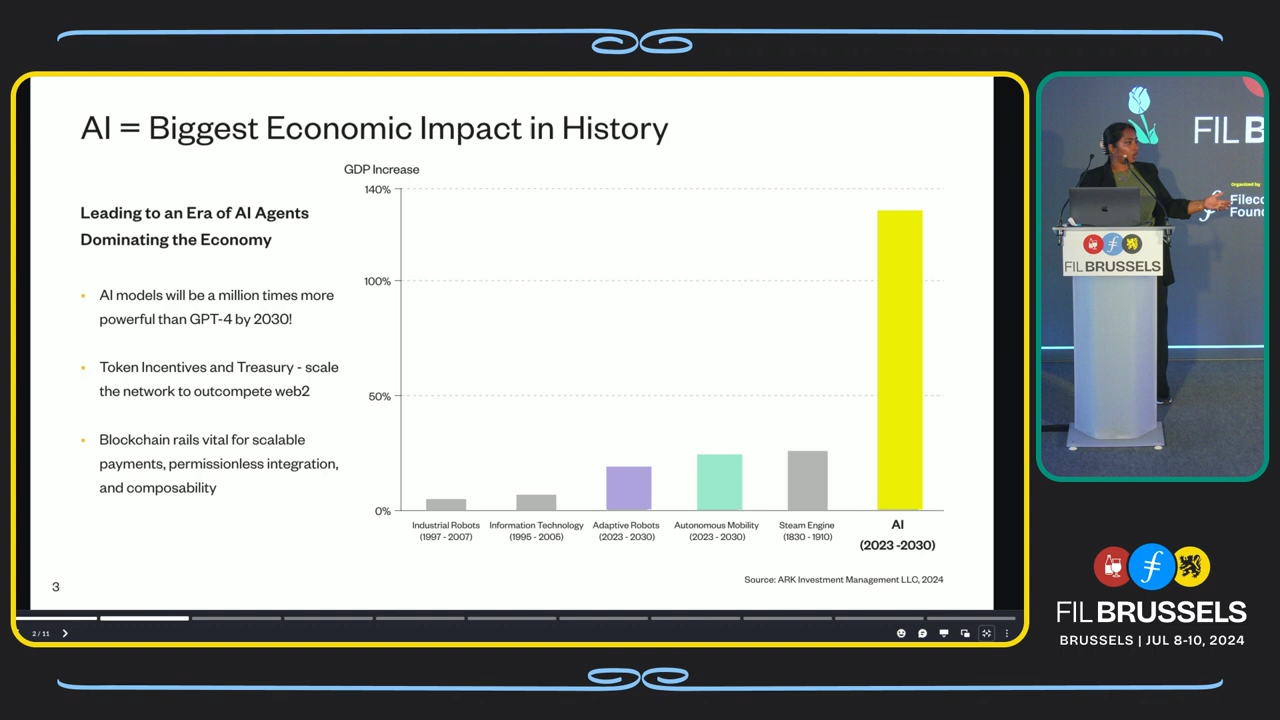 AI = Biggest Economic Impact in History
GDP Increase
Leading to an Era of AI Agents
Dominating the Economy
AI models will be a million times more
powerful than GPT-4 by 2030!
Token Incentives and Treasury - scale
the network to outcompete web2
Blockchain rails vital for scalable
payments, permissionless integration,
and composability
140%
100%
50%
0%
Industrial Robots
(1997 - 2007)
Information Technology
(1995 - 2005)
Adaptive Robots
(2023 - 2030)
Autonomous Mobility
(2023 - 2030)
Steam Engine
(1830 - 1910)
AI
(2023 -2030)
Source: ARK Investment Management LLC, 2024
3
2 / 11
FIL B
Organized by
Fileco
Found
FILBRUSSELS
FIL BRUSSELS
BRUSSELS | JUL 8-10, 2024